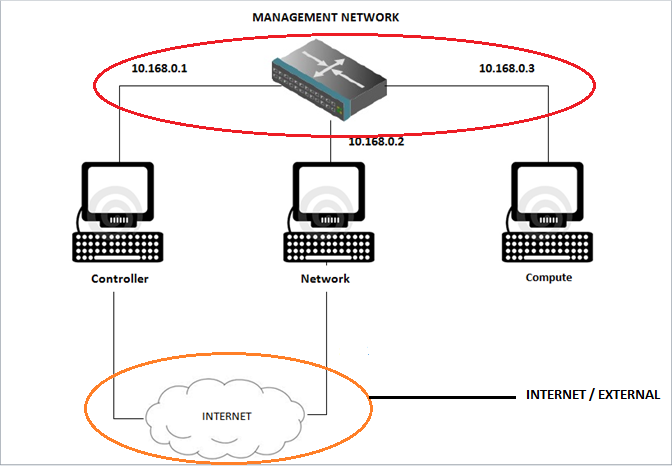 MANAGEMENT NETWORK
10.168.0.1
10.168.0.3
10.168.0.2
Controller
Network
Compute
INTERNET
INTERNET / EXTERNAL